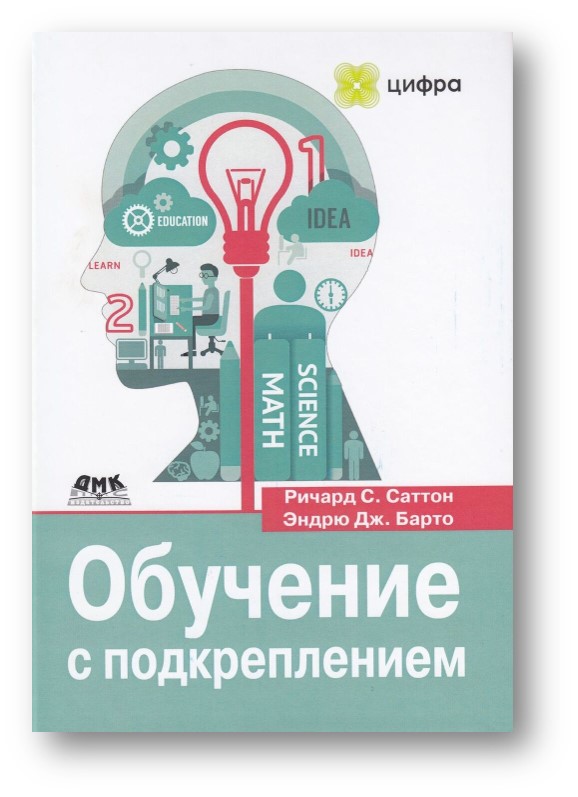 цифра
1
EDUCATION
IDEA
IDEA
LEARN
2
SCIENCE
MATH
ДМК
Ричард С. Саттон
Эндрю Дж. Барто
Обучение
с подкреплением